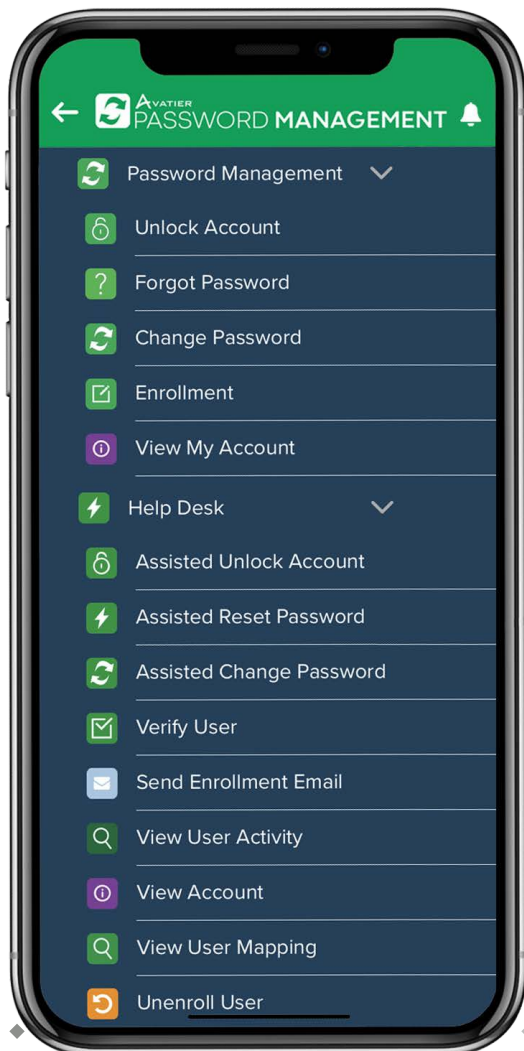 AVATIER
PASSWORD MANAGEMENT
Password Management
Unlock Account
Forgot Password
Change Password
Enrollment
View My Account
Help Desk
Assisted Unlock Account
Assisted Reset Password
Assisted Change Password
Verify User
Send Enrollment Email
View User Activity
View Account
View User Mapping
Unenroll User